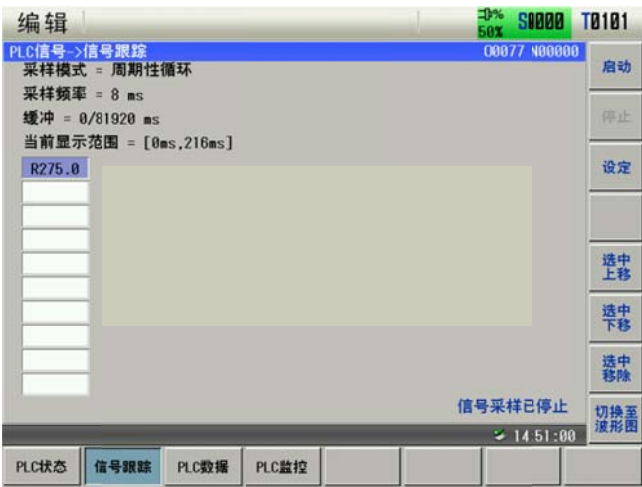 编辑
0% 50% S0000 T0101
PLC信号->信号跟踪 O0077 N00000
采样模式 = 周期性循环
采样频率 = 8 ms
缓冲 = 0/81920 ms
当前显示范围 = [0ms,216ms]
R275.0
信号采样已停止
14:51:00
启动
停止
设定
选中
上移
选中
下移
选中
移除
切换至
波形图
PLC状态 信号跟踪 PLC数据 PLC监控